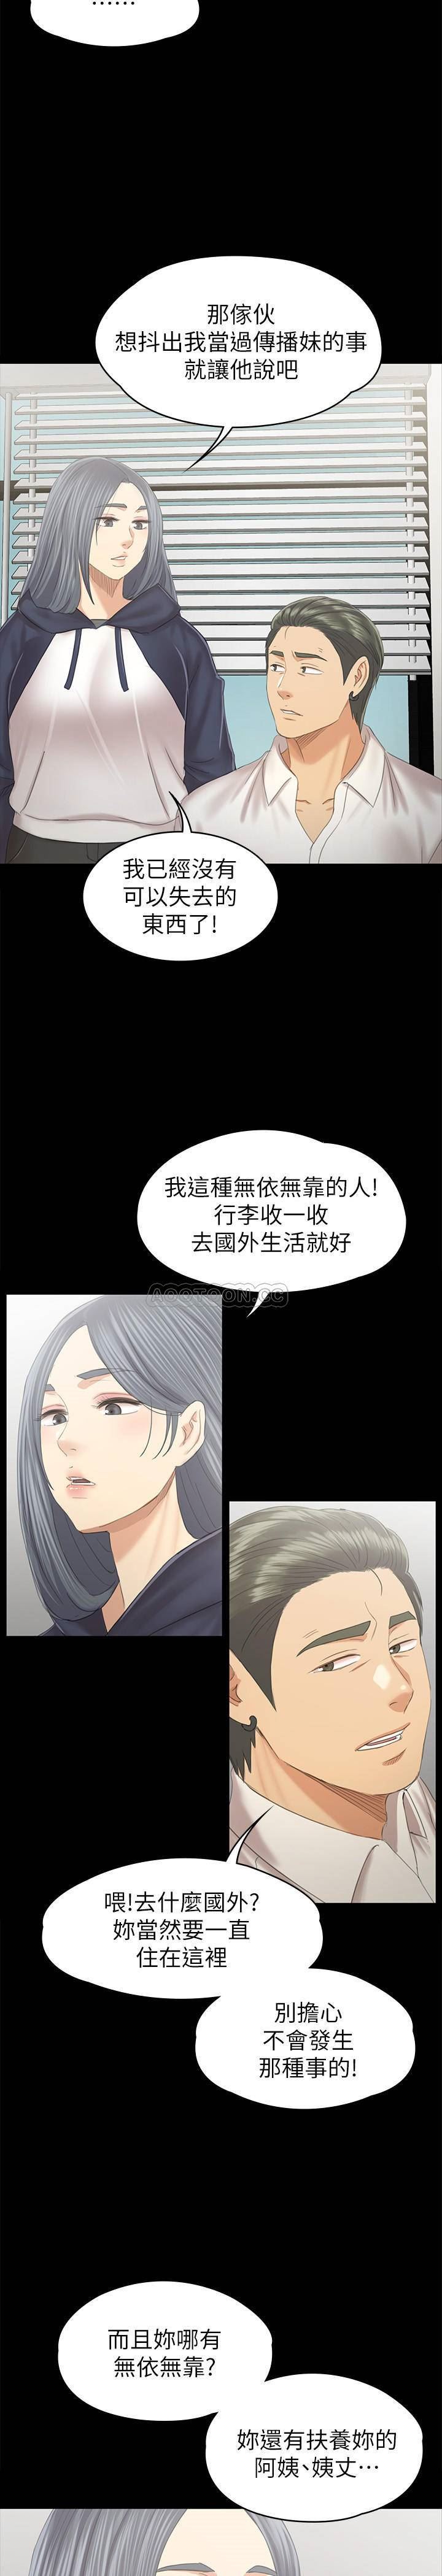 ......
那傢伙
想抖出我當過傳播妹的事
就讓他說吧
我已經沒有
可以失去的
東西了!
我這種無依無靠的人!
行李收一收
去國外生活就好
AOOTOON.CC
喂!去什麼國外?
妳當然要一直
住在這裡
別擔心
不會發生
那種事的!
而且妳哪有
無依無靠?
妳還有扶養妳的
阿姨、姨丈…